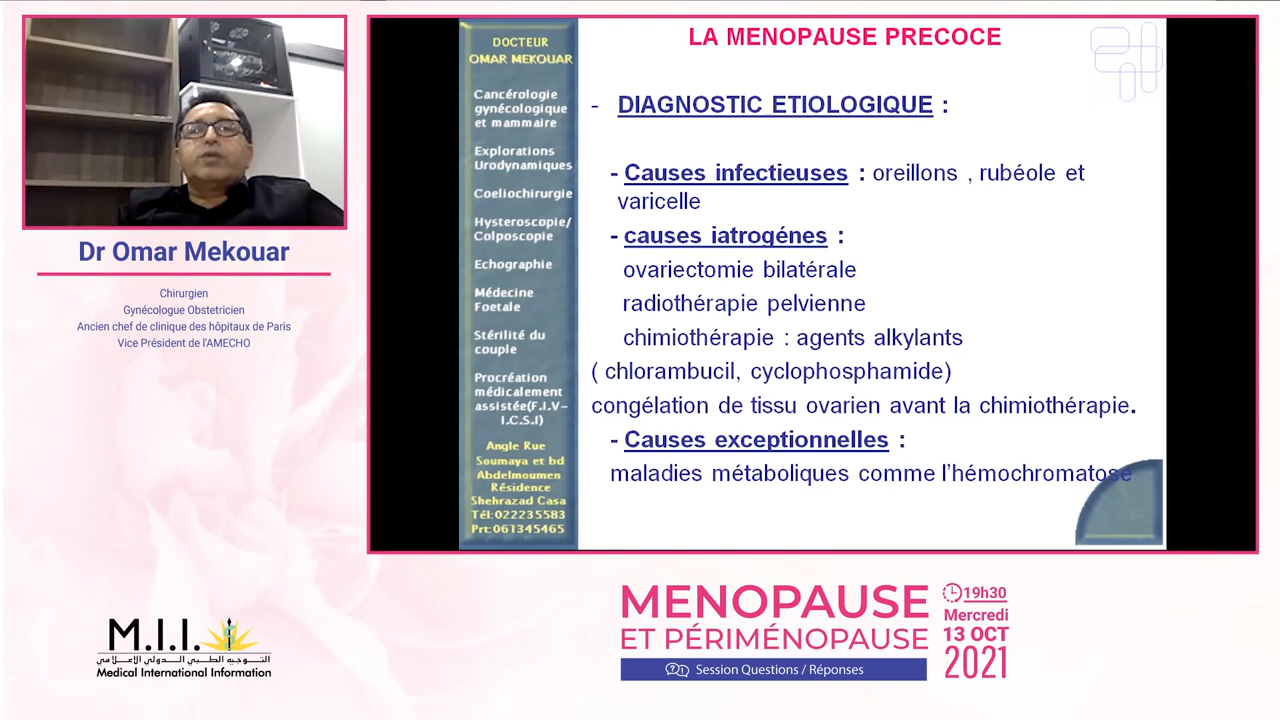 Dr Omar Mekouar
Chirurgien
Gynécologue Obstetricien
Ancien chef de clinique des hôpitaux de Paris
Vice Président de l'AMECHO
M.I.I.
التـــوجيه الطـــبي الـــدولي الإعـــلامي
Medical International Information
DOCTEUR
OMAR MEKOUAR
Cancérologie
gynécologique
et mammaire
Explorations
Urodynamiques
Coeliochirurgie
Hysteroscopie/
Colposcopie
Echographie
Médecine
Foetale
Stérilité du
couple
Procréation
médicalement
assistée(F.I.V-
I.C.S.I)
Angle Rue
Soumaya et bd
Abdelmoumen
Résidence
Shehrazad Casa
Tél:022235583
Prt:061345465
LA MENOPAUSE PRECOCE
- DIAGNOSTIC ETIOLOGIQUE :
- Causes infectieuses : oreillons , rubéole et
varicelle
- causes iatrogénes :
ovariectomie bilatérale
radiothérapie pelvienne
chimiothérapie : agents alkylants
( chlorambucil, cyclophosphamide)
congélation de tissu ovarien avant la chimiothérapie.
- Causes exceptionnelles :
maladies métaboliques comme l'hémochromatose
MENOPAUSE
ET PÉRIMÉNOPAUSE
Session Questions / Réponses
19h30
Mercredi
13 OCT
2021